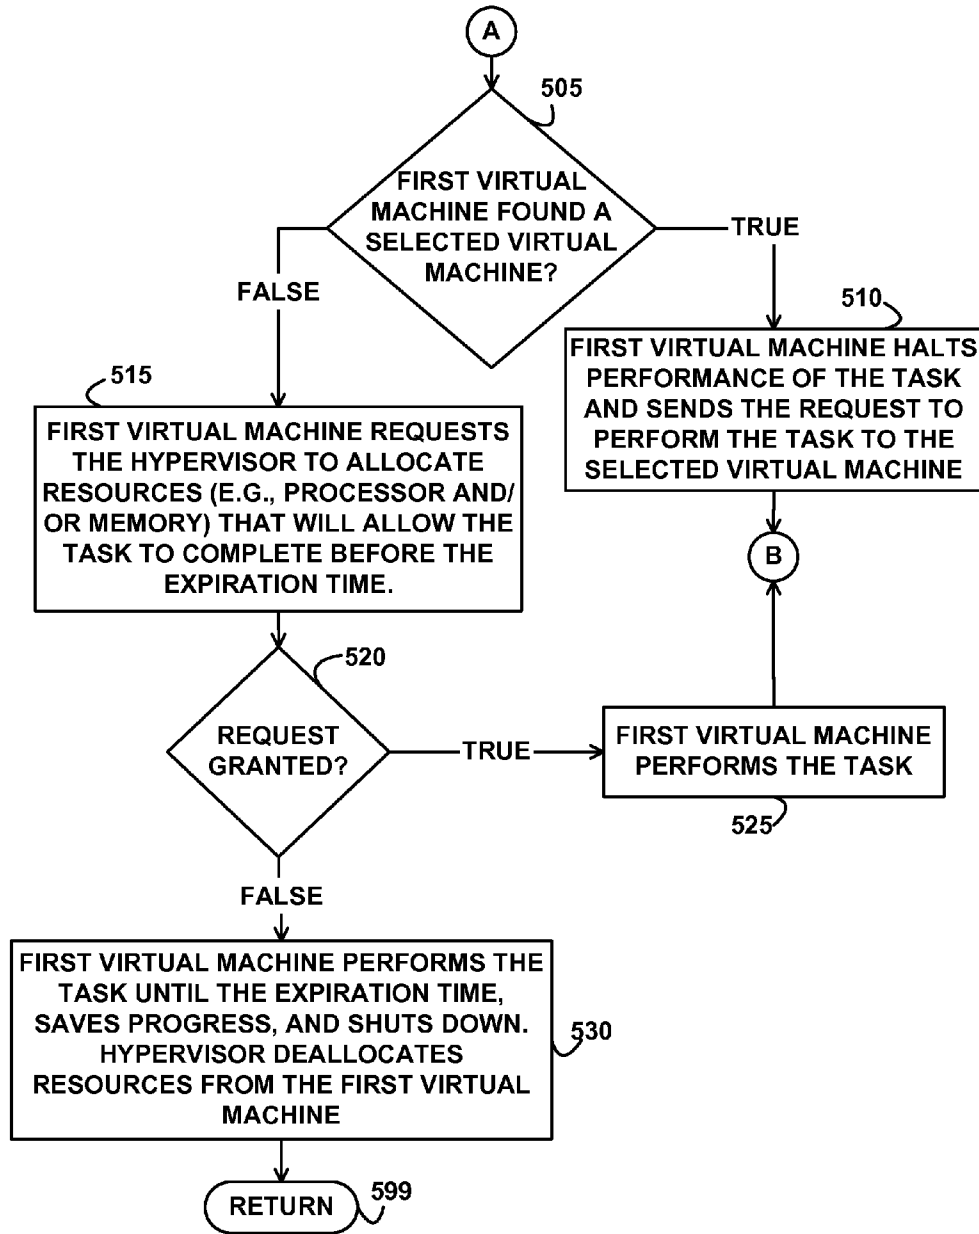 A
505
FIRST VIRTUAL
MACHINE FOUND A
SELECTED VIRTUAL
MACHINE?
TRUE
FALSE
510
FIRST VIRTUAL MACHINE HALTS
PERFORMANCE OF THE TASK
AND SENDS THE REQUEST TO
PERFORM THE TASK TO THE
SELECTED VIRTUAL MACHINE
515
FIRST VIRTUAL MACHINE REQUESTS
THE HYPERVISOR TO ALLOCATE
RESOURCES (E.G., PROCESSOR AND/
OR MEMORY) THAT WILL ALLOW THE
TASK TO COMPLETE BEFORE THE
EXPIRATION TIME.
B
520
REQUEST
GRANTED?
TRUE
FIRST VIRTUAL MACHINE
PERFORMS THE TASK
525
FALSE
FIRST VIRTUAL MACHINE PERFORMS THE
TASK UNTIL THE EXPIRATION TIME,
SAVES PROGRESS, AND SHUTS DOWN.
HYPERVISOR DEALLOCATES
RESOURCES FROM THE FIRST VIRTUAL
MACHINE
530
RETURN
599